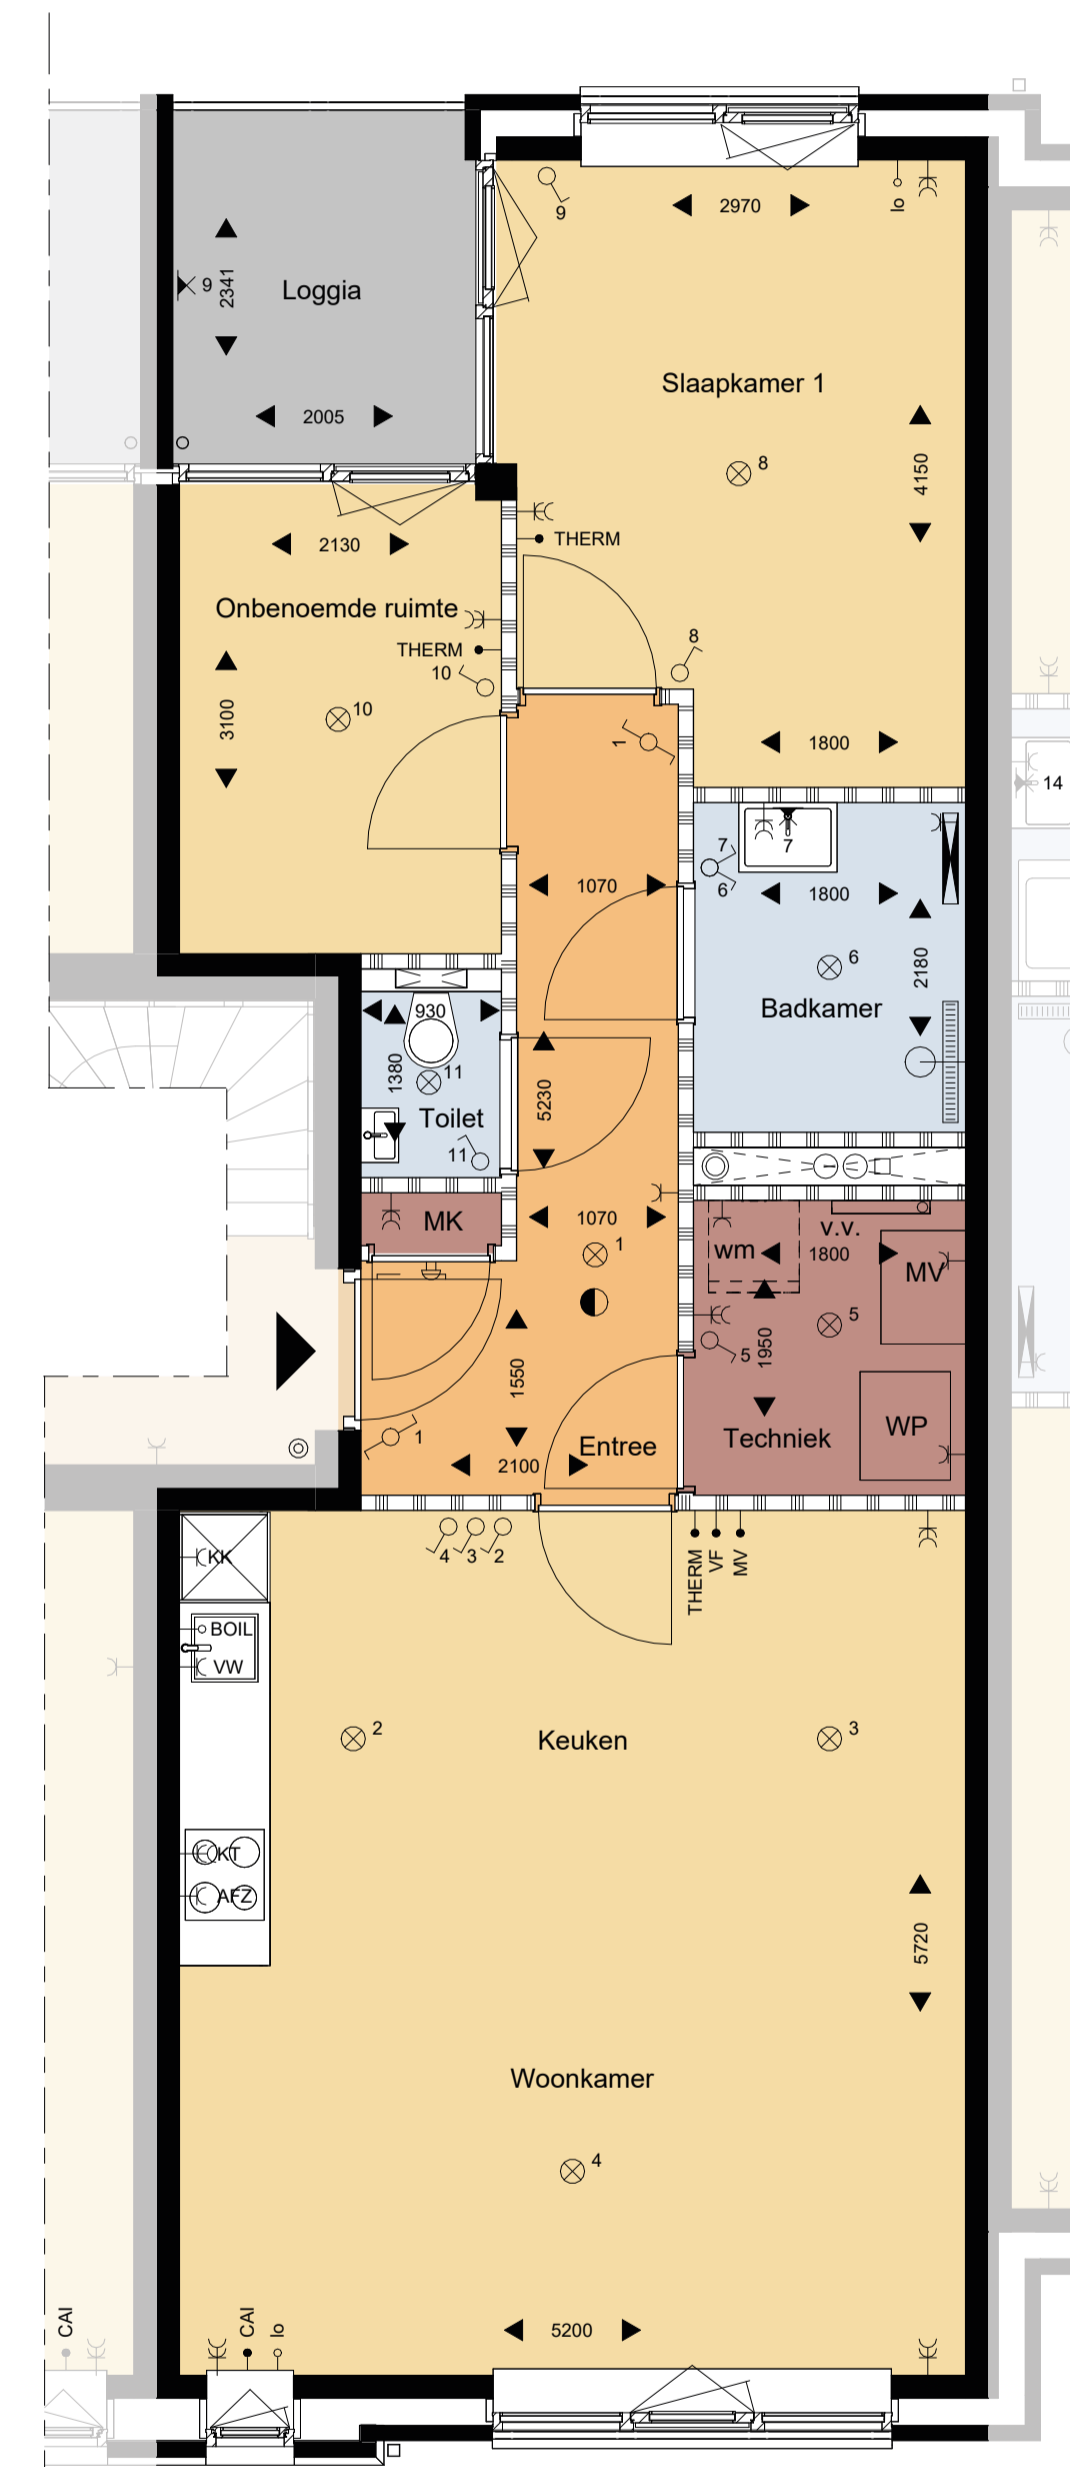 2970
lo
9
9
2341
Loggia
Slaapkamer 1
2005
8
4150
THERM
2130
Onbenoemde ruimte
THERM
8
10
10
3100
1
1800
14
7
7
6
1070
1800
6
2180
930
Badkamer
1380
11
5230
Toilet
11
MK
1070
v.v.
wm
1800
1
MV
5
5
1950
1550
1
Entree
Techniek
WP
2100
4
3
2
THERM
VF
MV
KK
BOIL
VW
2
Keuken
3
KT
AFZ
5720
Woonkamer
4
CAI
CAI
lo
5200